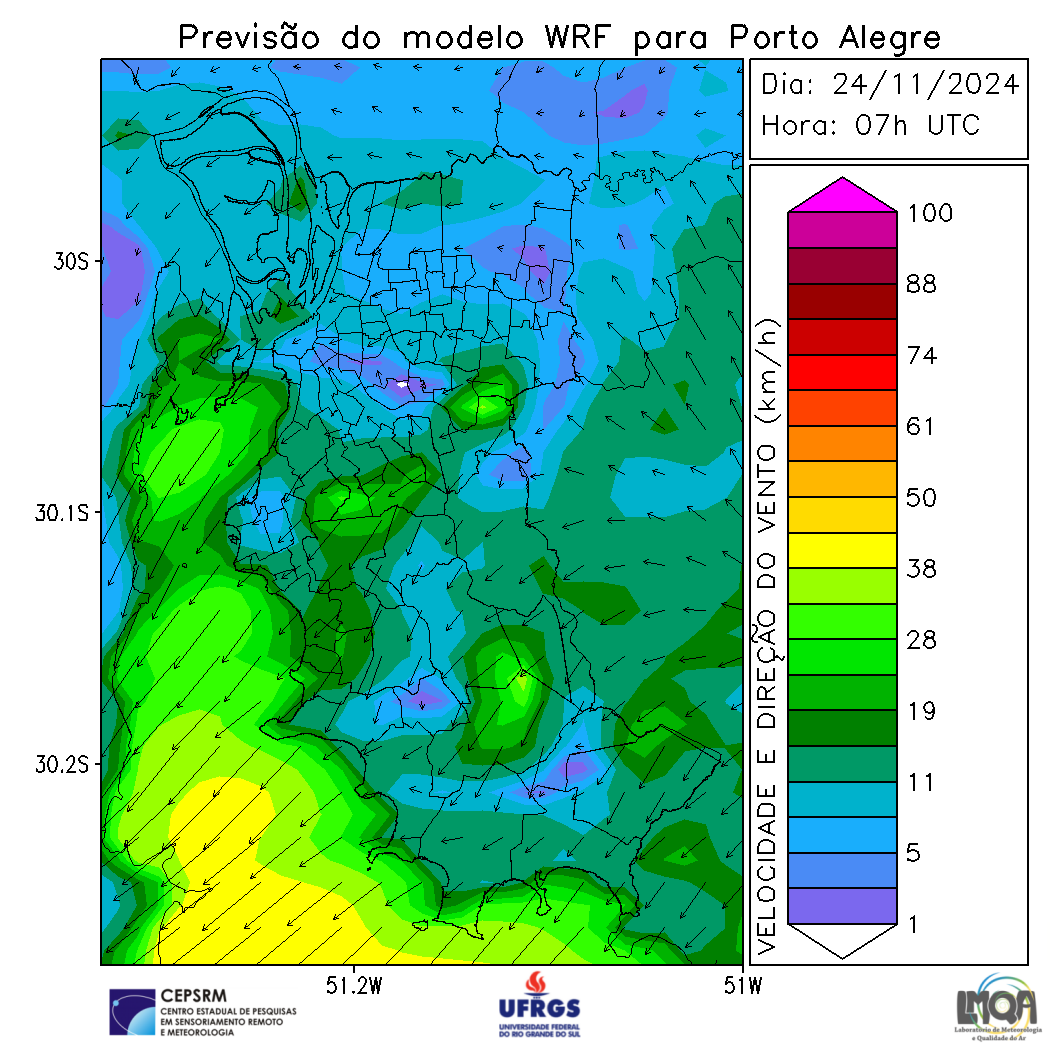 Previsão do modelo WRF para Porto Alegre
Dia: 24/11/2024
Hora: 07h UTC
30S
30.1S
30.2S
51.2W
51W
VELOCIDADE E DIREÇÃO DO VENTO (km/h)
100
88
74
61
50
38
28
19
11
5
1
CEPSRM
CENTRO ESTADUAL DE PESQUISAS
EM SENSORIAMENTO REMOTO
E METEOROLOGIA
UFRGS
UNIVERSIDADE FEDERAL
DO RIO GRANDE DO SUL
LMQA
Laboratório de Meteorologia
e Qualidade do Ar